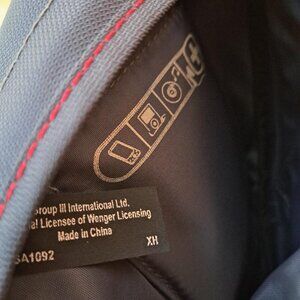 Group III International Ltd.
al Licensee of Wenger Licensing
Made in China
SA1092 XH